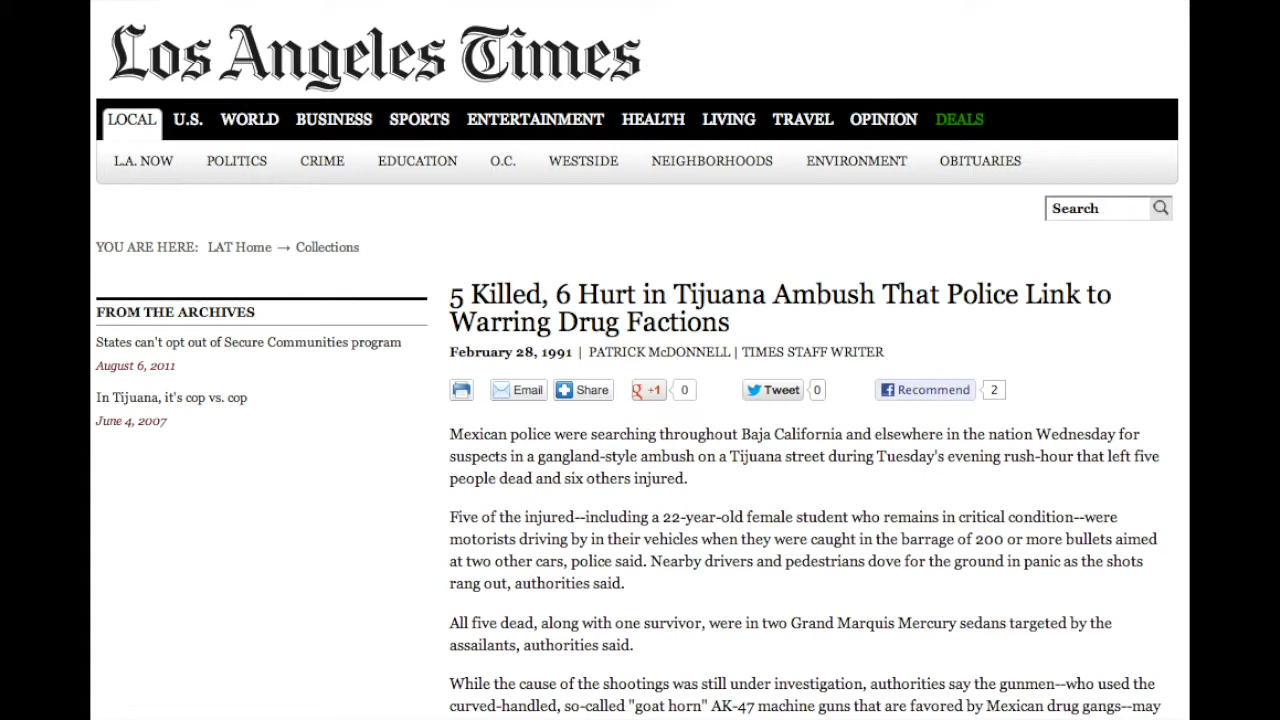 Los Angeles Times
LOCAL U.S. WORLD BUSINESS SPORTS ENTERTAINMENT HEALTH LIVING TRAVEL OPINION DEALS
L.A. NOW POLITICS CRIME EDUCATION O.C. WESTSIDE NEIGHBORHOODS ENVIRONMENT OBITUARIES
Search
YOU ARE HERE: LAT Home → Collections
FROM THE ARCHIVES
States can't opt out of Secure Communities program
August 6, 2011
In Tijuana, it's cop vs. cop
June 4, 2007
5 Killed, 6 Hurt in Tijuana Ambush That Police Link to
Warring Drug Factions
February 28, 1991 | PATRICK McDONNELL | TIMES STAFF WRITER
Email Share +1 0 Tweet 0 Recommend 2
Mexican police were searching throughout Baja California and elsewhere in the nation Wednesday for
suspects in a gangland-style ambush on a Tijuana street during Tuesday's evening rush-hour that left five
people dead and six others injured.
Five of the injured--including a 22-year-old female student who remains in critical condition--were
motorists driving by in their vehicles when they were caught in the barrage of 200 or more bullets aimed
at two other cars, police said. Nearby drivers and pedestrians dove for the ground in panic as the shots
rang out, authorities said.
All five dead, along with one survivor, were in two Grand Marquis Mercury sedans targeted by the
assailants, authorities said.
While the cause of the shootings was still under investigation, authorities say the gunmen--who used the
curved-handled, so-called "goat horn" AK-47 machine guns that are favored by Mexican drug gangs--may